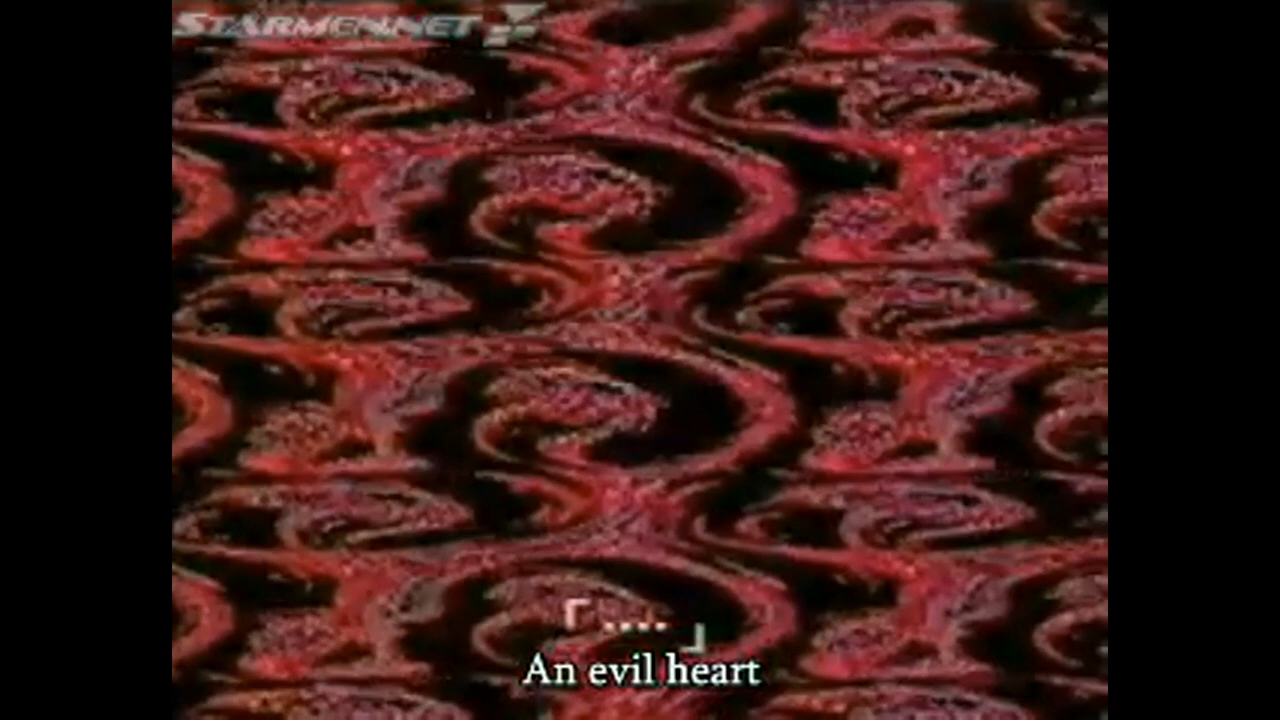 STARMEN.NET
「....」
An evil heart